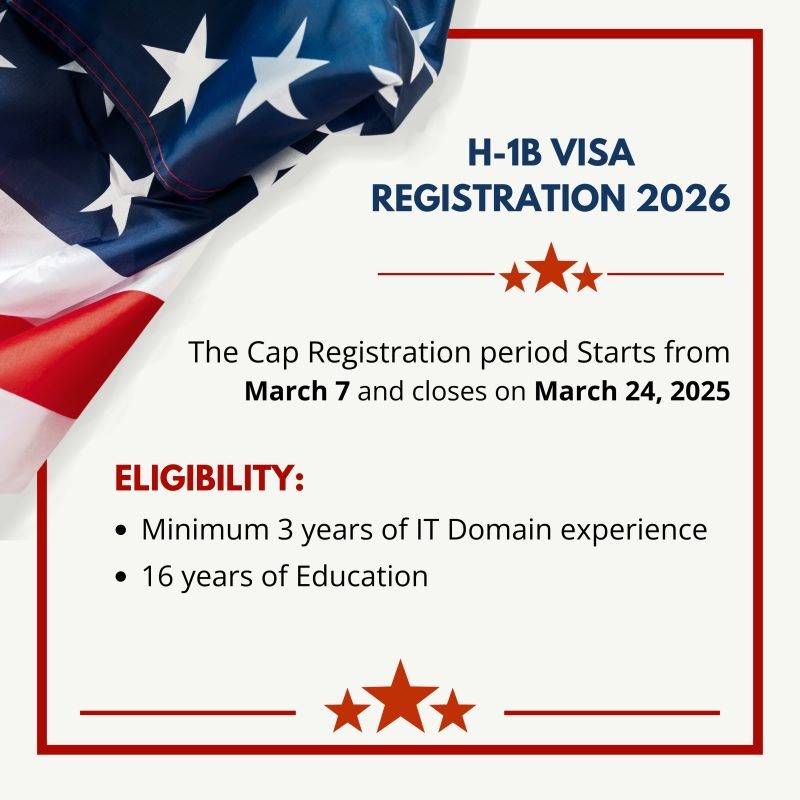 H-1B VISA
REGISTRATION 2026
The Cap Registration period Starts from
March 7 and closes on March 24, 2025
ELIGIBILITY:
• Minimum 3 years of IT Domain experience
• 16 years of Education